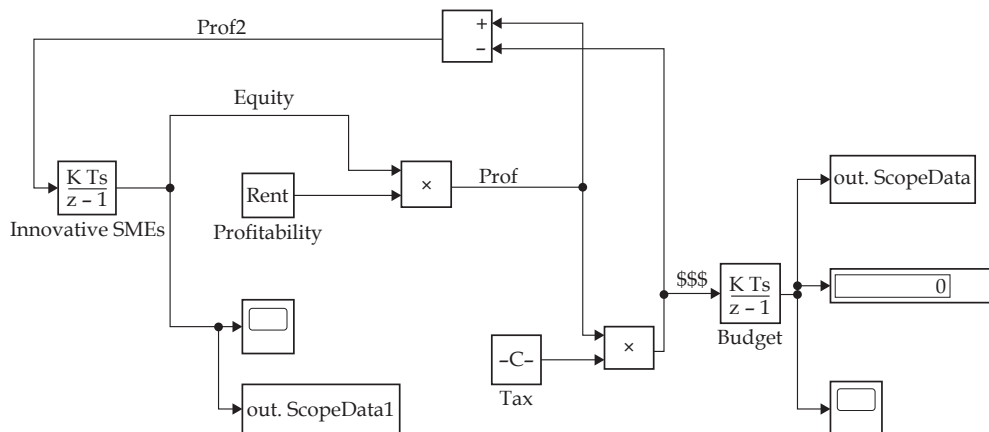 Prof2
+
–
Equity
K Ts
z – 1
Innovative SMEs
Rent
Profitability
×
Prof
out. ScopeData
$$$
K Ts
z – 1
Budget
0
–C–
Tax
×
out. ScopeData1